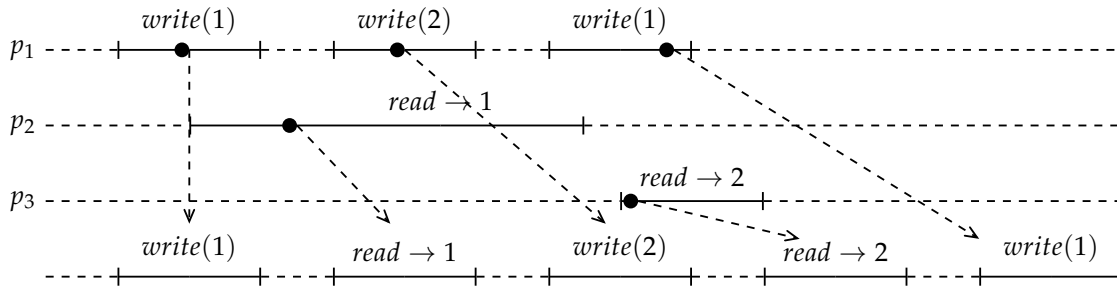 write(1) write(2) write(1)
p₁
read → 1
p₂
read → 2
p₃
write(1) read → 1 write(2) read → 2 write(1)